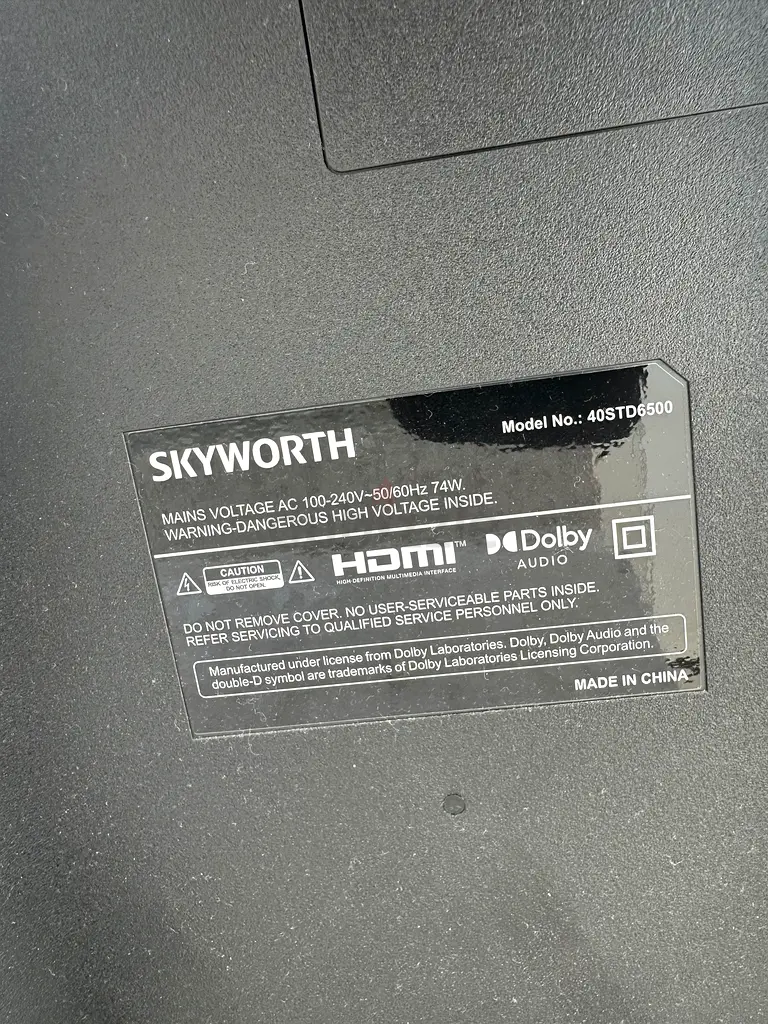 SKYWORTH
Model No.: 40STD6500
MAINS VOLTAGE AC 100-240V~50/60Hz 74W.
WARNING-DANGEROUS HIGH VOLTAGE INSIDE.
CAUTION
RISK OF ELECTRIC SHOCK,
DO NOT OPEN.
HDMI™
HIGH-DEFINITION MULTIMEDIA INTERFACE
Dolby
AUDIO
DO NOT REMOVE COVER. NO USER-SERVICEABLE PARTS INSIDE.
REFER SERVICING TO QUALIFIED SERVICE PERSONNEL ONLY.
Manufactured under license from Dolby Laboratories. Dolby, Dolby Audio and the
double-D symbol are trademarks of Dolby Laboratories Licensing Corporation.
MADE IN CHINA